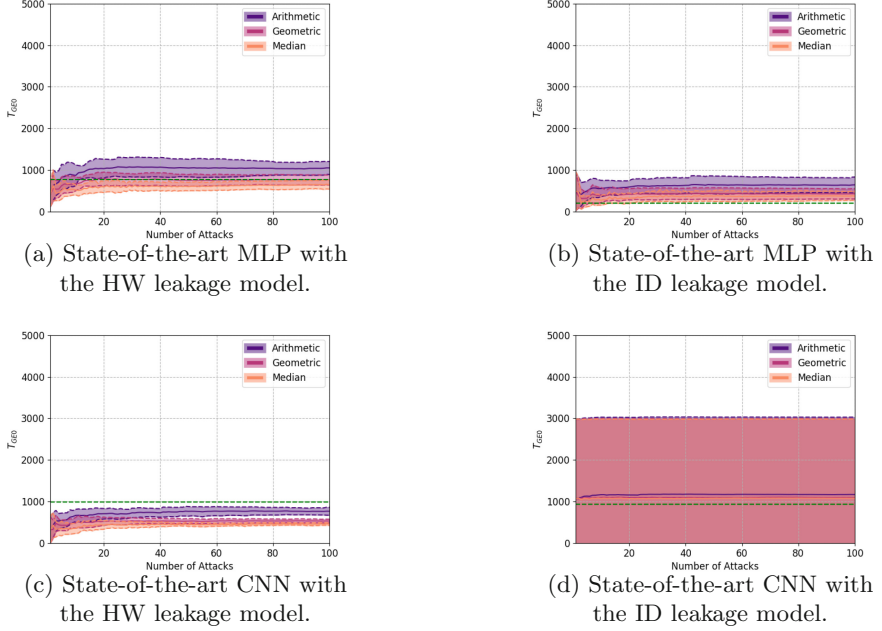 5000
4000
3000
2000
1000
0
T_GE0
20 40 60 80 100
Number of Attacks
Arithmetic
Geometric
Median
(a) State-of-the-art MLP with
the HW leakage model.
5000
4000
3000
2000
1000
0
T_GE0
20 40 60 80 100
Number of Attacks
Arithmetic
Geometric
Median
(b) State-of-the-art MLP with
the ID leakage model.
5000
4000
3000
2000
1000
0
T_GE0
20 40 60 80 100
Number of Attacks
Arithmetic
Geometric
Median
(c) State-of-the-art CNN with
the HW leakage model.
5000
4000
3000
2000
1000
0
T_GE0
20 40 60 80 100
Number of Attacks
Arithmetic
Geometric
Median
(d) State-of-the-art CNN with
the ID leakage model.